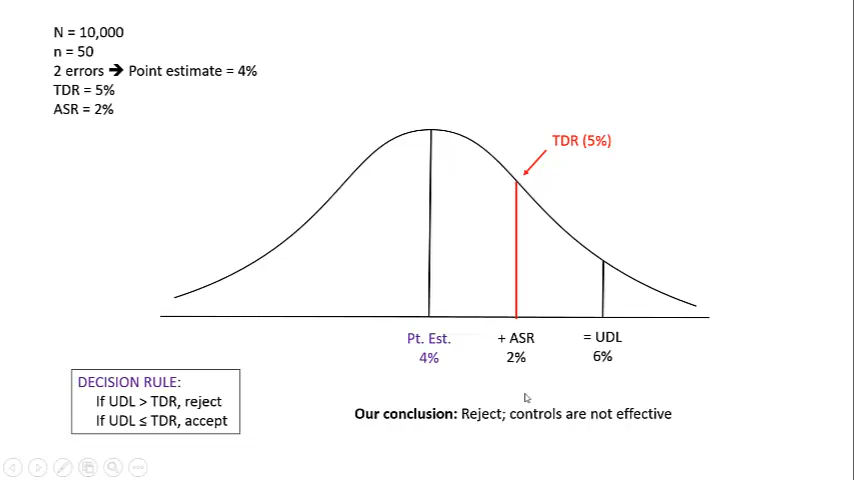 N = 10,000
n = 50
2 errors ➔ Point estimate = 4%
TDR = 5%
ASR = 2%
TDR (5%)
Pt. Est. + ASR = UDL
4% 2% 6%
DECISION RULE:
If UDL > TDR, reject
If UDL ≤ TDR, accept
Our conclusion: Reject; controls are not effective